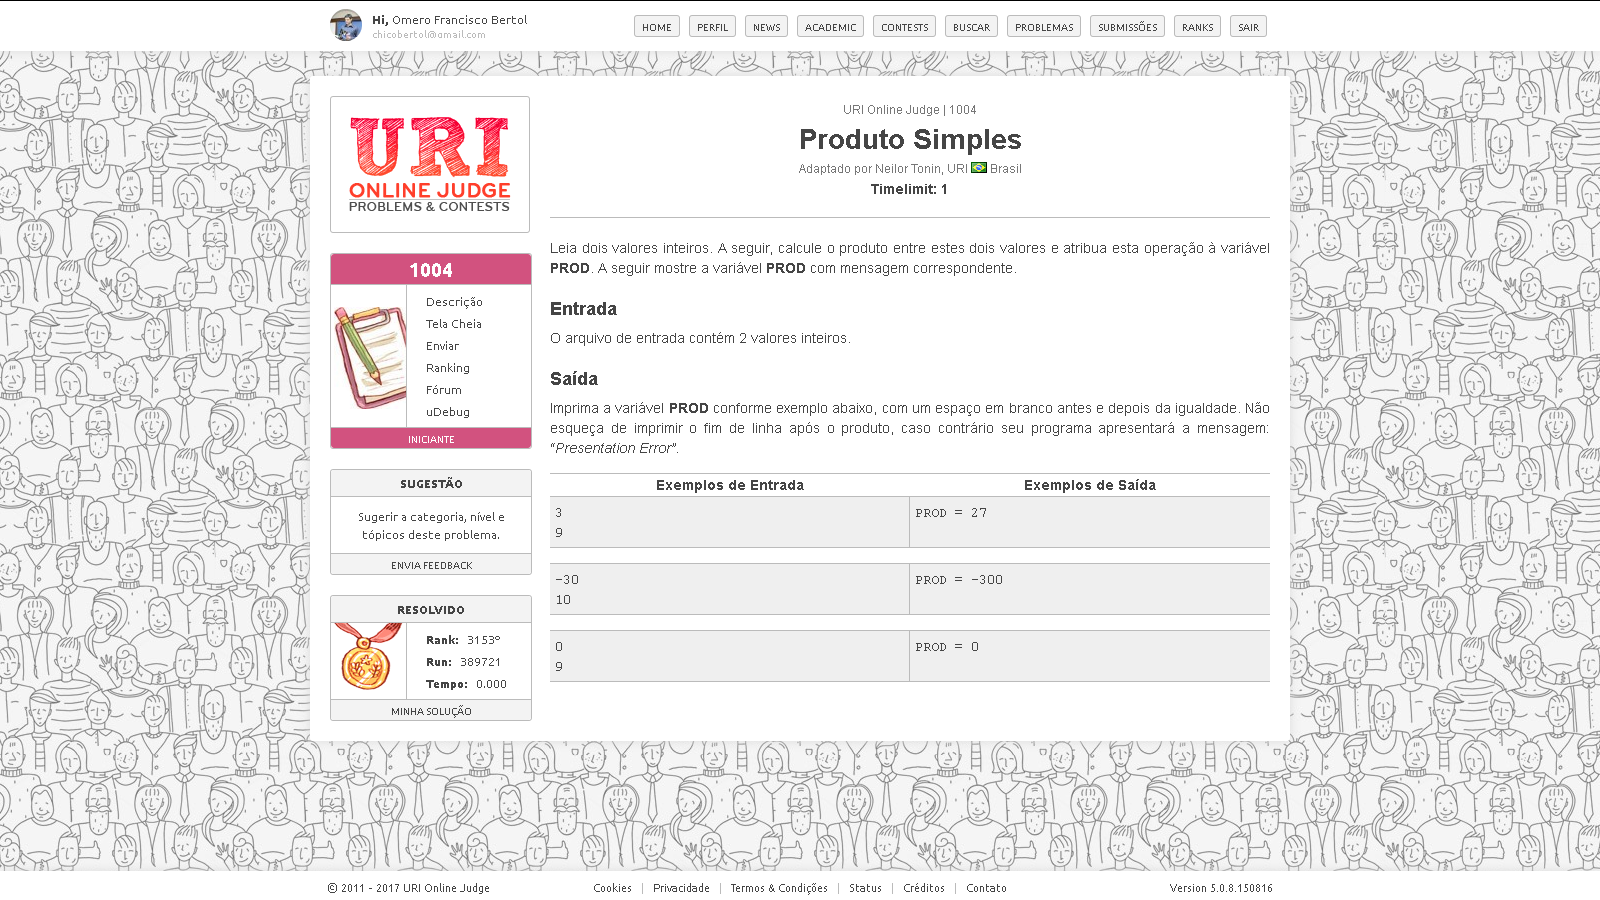 Hi, Omero Francisco Bertol
chicobertol@gmail.com
HOME PERFIL NEWS ACADEMIC CONTESTS BUSCAR PROBLEMAS SUBMISSÕES RANKS SAIR
URI
ONLINE JUDGE
PROBLEMS & CONTESTS
1004
Descrição
Tela Cheia
Enviar
Ranking
Fórum
uDebug
INICIANTE
SUGESTÃO
Sugerir a categoria, nível e
tópicos deste problema.
ENVIA FEEDBACK
RESOLVIDO
Rank: 3153º
Run: 389721
Tempo: 0.000
MINHA SOLUÇÃO
URI Online Judge | 1004
Produto Simples
Adaptado por Neilor Tonin, URI Brasil
Timelimit: 1
Leia dois valores inteiros. A seguir, calcule o produto entre estes dois valores e atribua esta operação à variável
PROD. A seguir mostre a variável PROD com mensagem correspondente.
Entrada
O arquivo de entrada contém 2 valores inteiros.
Saída
Imprima a variável PROD conforme exemplo abaixo, com um espaço em branco antes e depois da igualdade. Não
esqueça de imprimir o fim de linha após o produto, caso contrário seu programa apresentará a mensagem:
“Presentation Error”.
Exemplos de Entrada Exemplos de Saída
3 PROD = 27
9
-30 PROD = -300
10
0 PROD = 0
9
© 2011 - 2017 URI Online Judge Cookies | Privacidade | Termos & Condições | Status | Créditos | Contato Version 5.0.8.150816